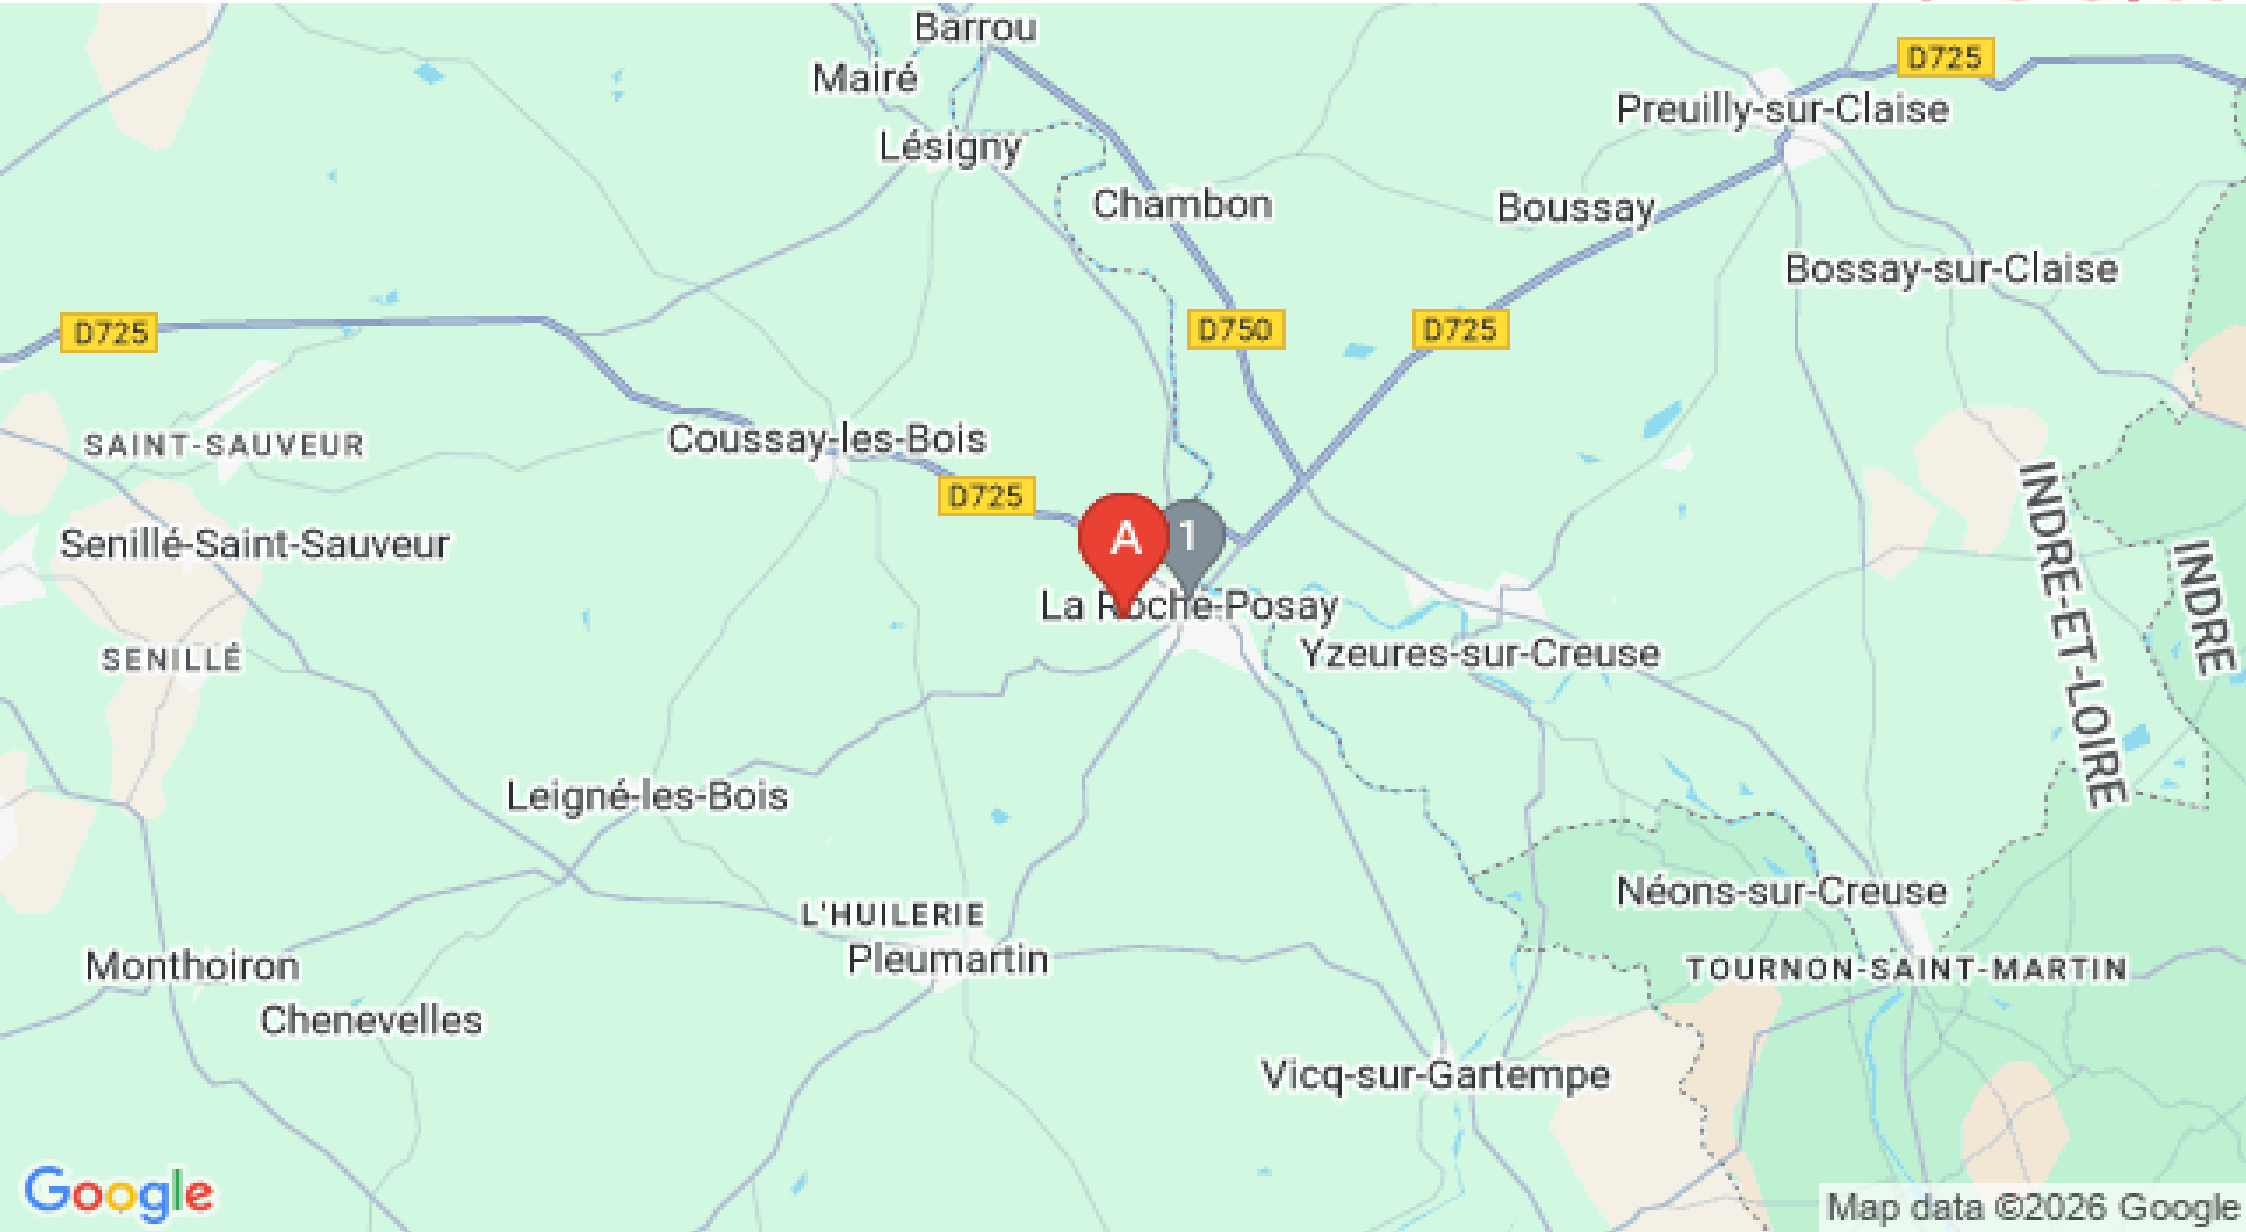 Barrou
Mairé
D725
Preuilly-sur-Claise
Lésigny
Chambon
Boussay
Bossay-sur-Claise
D725
D750
D725
SAINT-SAUVEUR
Coussay-les-Bois
D725
INDRE-ET-LOIRE
INDRE
A
1
Senillé-Saint-Sauveur
La Roche-Posay
SENILLÉ
Yzeures-sur-Creuse
Leigné-les-Bois
Néons-sur-Creuse
L'HUILERIE
Pleumartin
Monthoiron
TOURNON-SAINT-MARTIN
Chenevelles
Vicq-sur-Gartempe
Google
Map data ©2026 Google